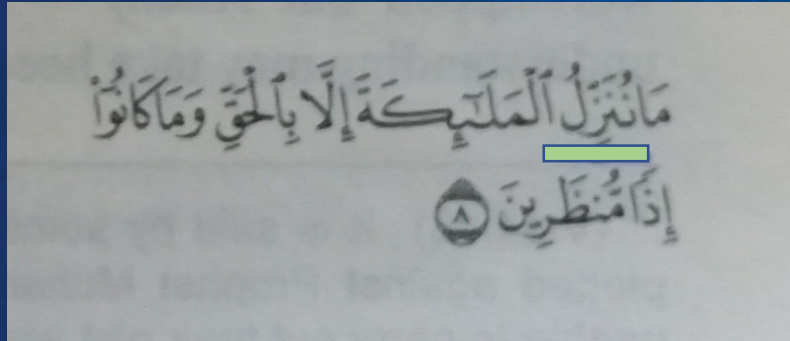 مَا نُنَزِّلُ ٱلْمَلَٰٓئِكَةَ إِلَّا بِٱلْحَقِّ وَمَا كَانُوٓا۟
إِذًا مُّنظَرِينَ ٨